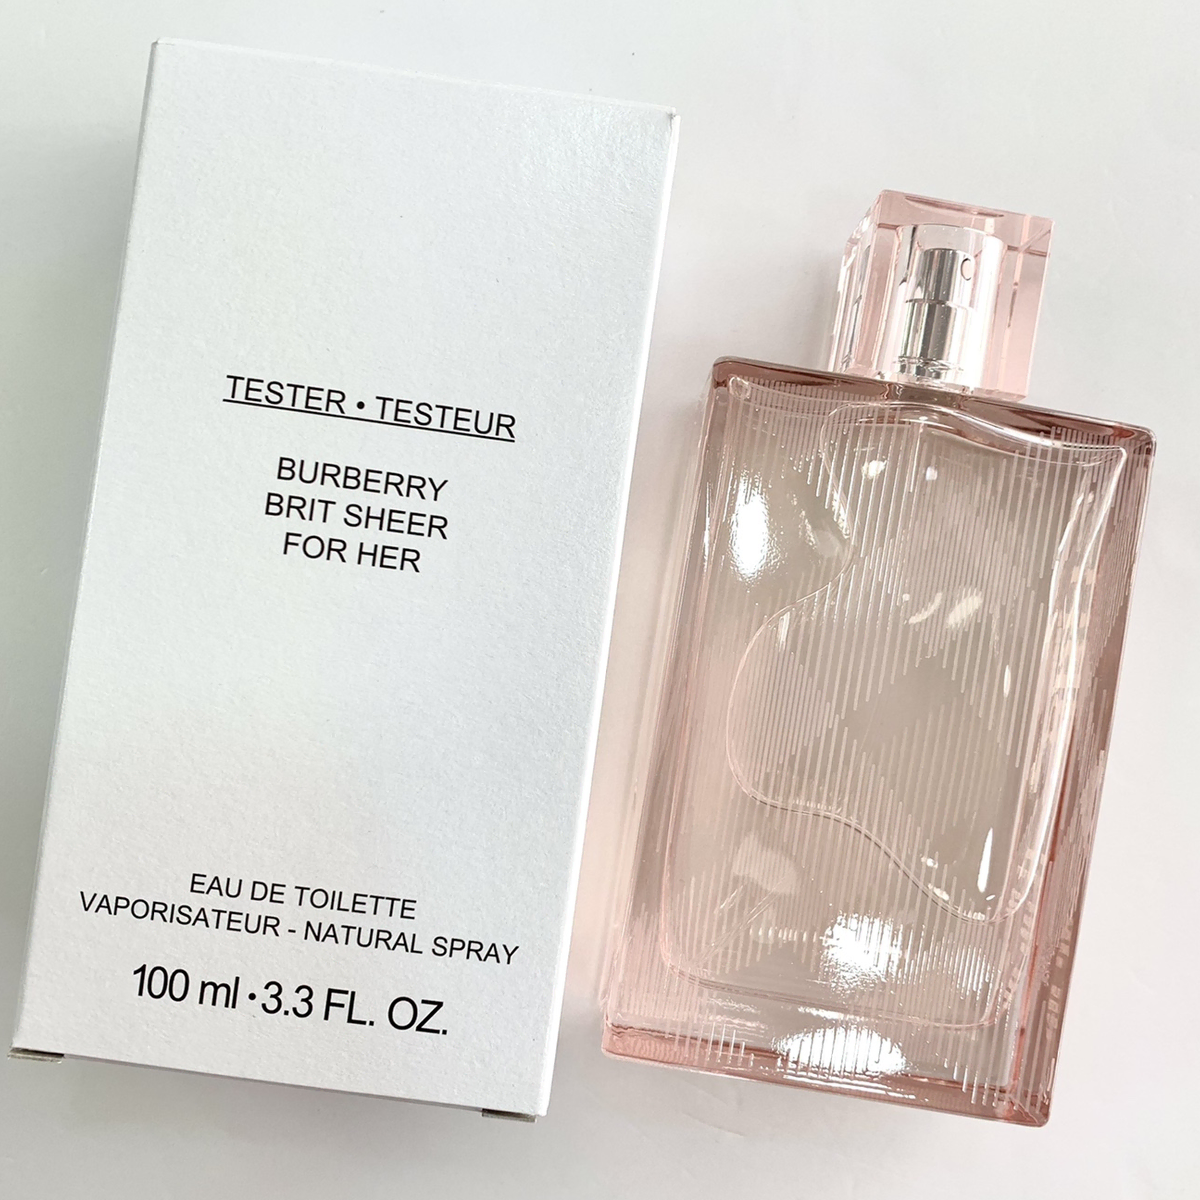 TESTER • TESTEUR
BURBERRY
BRIT SHEER
FOR HER
EAU DE TOILETTE
VAPORISATEUR - NATURAL SPRAY
100 ml • 3.3 FL. OZ.